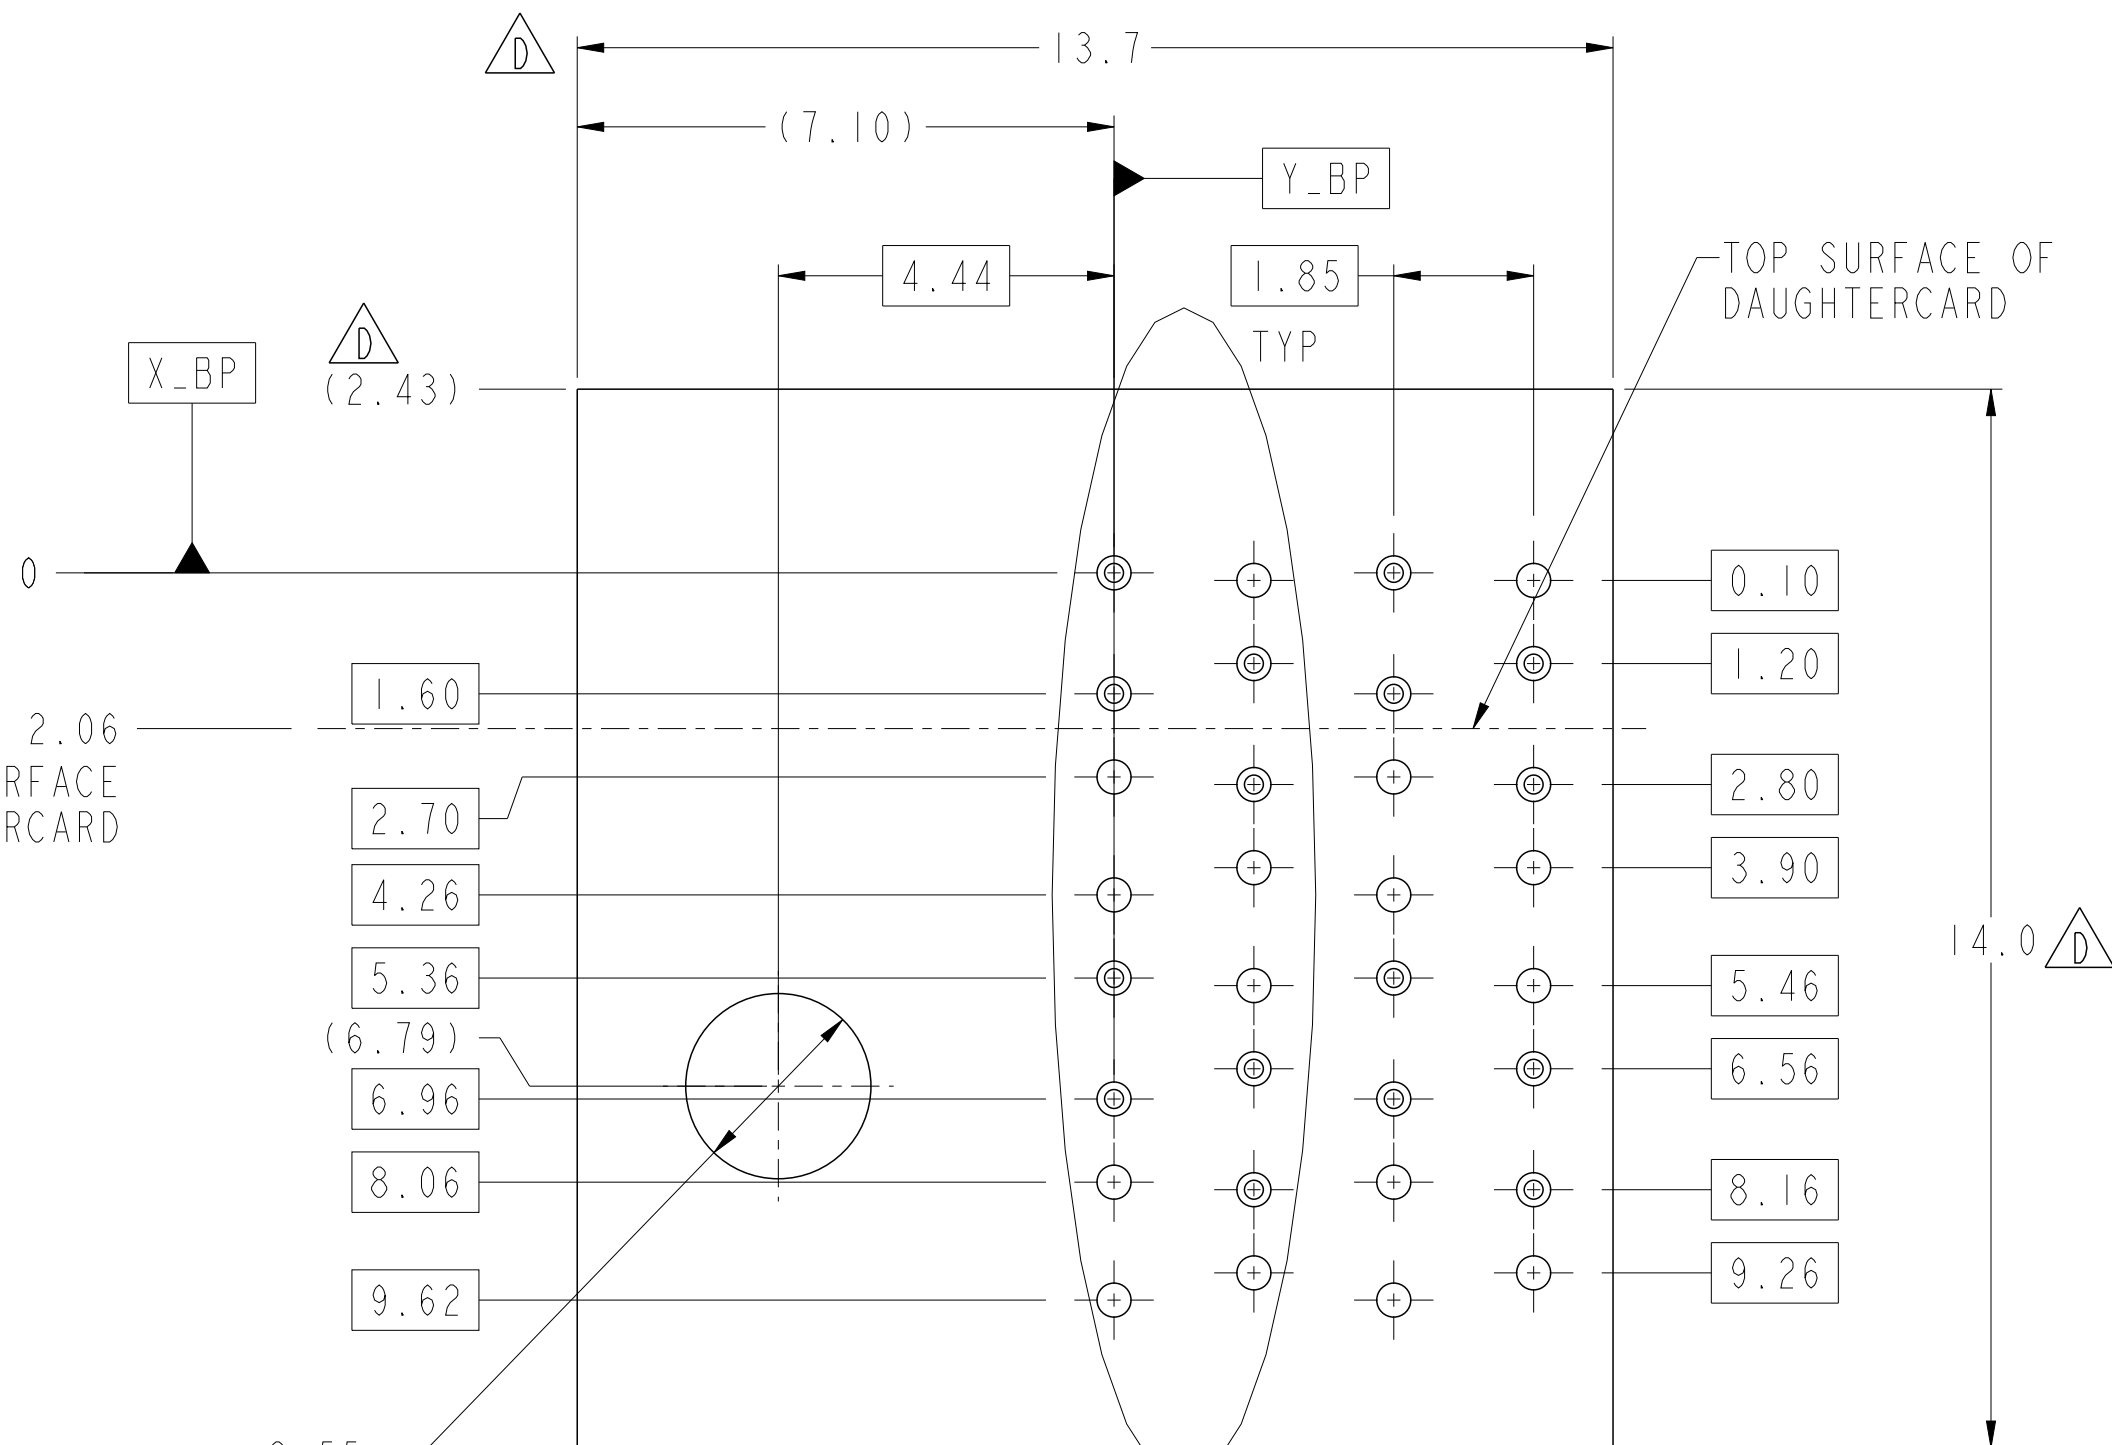 D
13.7
(7.10)
Y_BP
4.44
1.85
TYP
TOP SURFACE OF
DAUGHTERCARD
D
X_BP
(2.43)
0
0.10
1.20
1.60
2.06
RFACE
RCARD
2.70
2.80
3.90
4.26
14.0
D
5.36
5.46
(6.79)
6.56
6.96
8.06
8.16
9.26
9.62